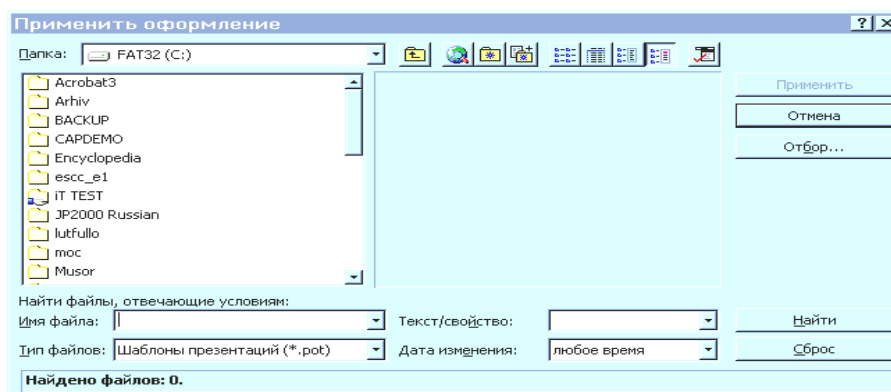 Применить оформление
Папка: FAT32 (C:)
Acrobat3
Arhiv
BACKUP
CAPDEMO
Encyclopedia
escc_e1
iT TEST
JP2000 Russian
lutfullo
moc
Musor
Применить
Отмена
Отбор...
Найти файлы, отвечающие условиям:
Имя файла: Текст/свойство: Найти
Тип файлов: Шаблоны презентаций (*.pot) Дата изменения: любое время Сброс
Найдено файлов: 0.